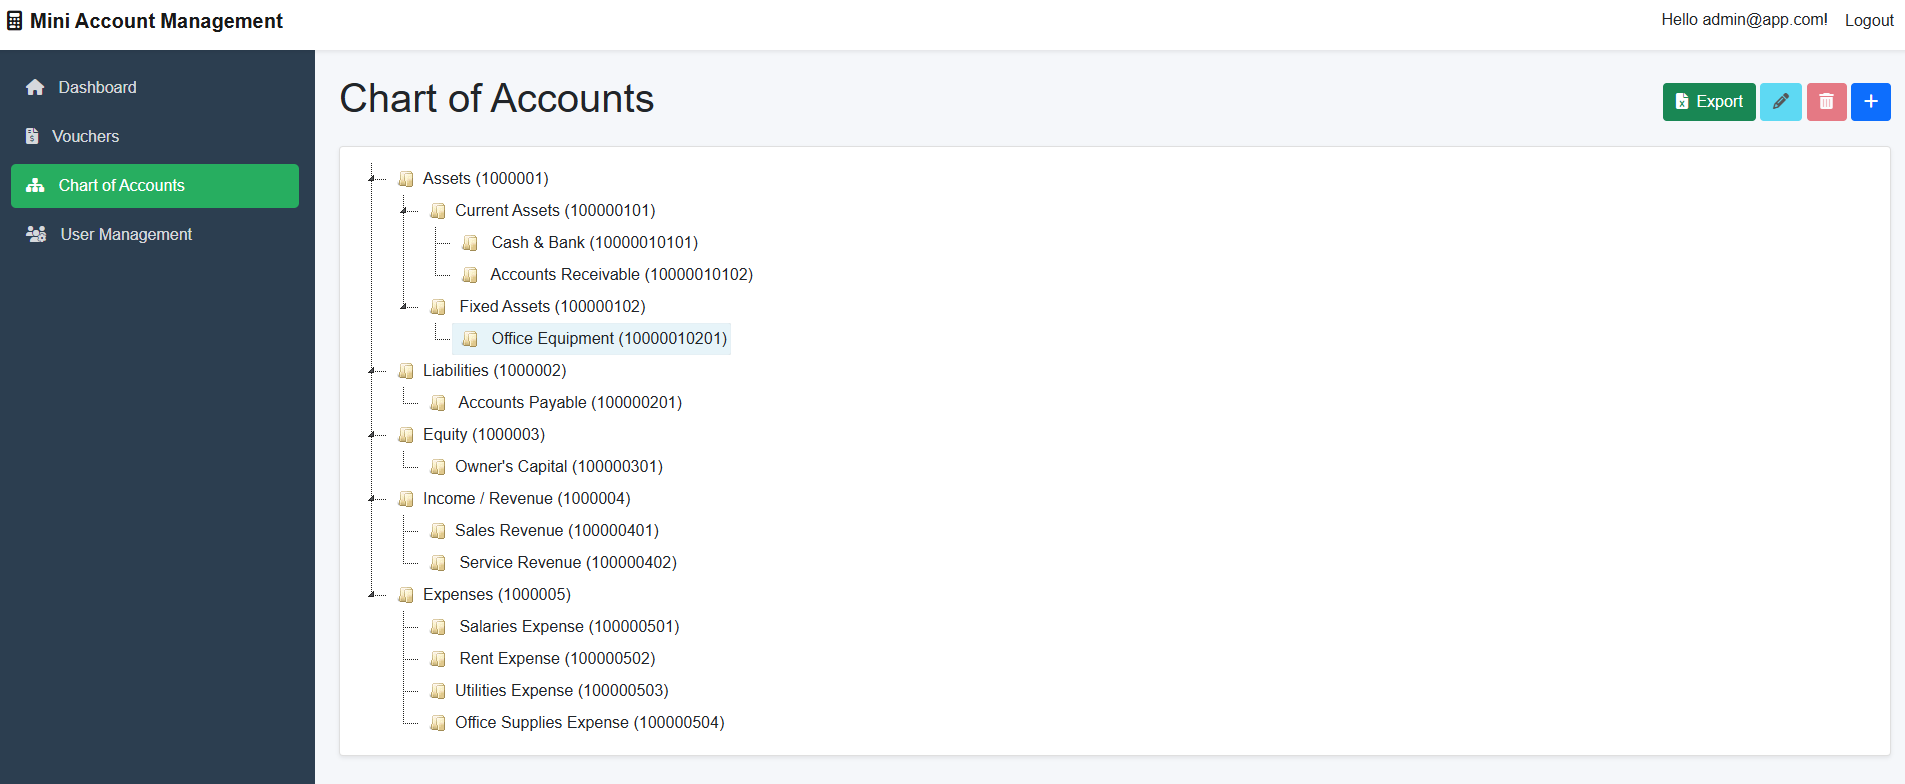 Mini Account Management
Hello admin@app.com! Logout
Dashboard
Vouchers
Chart of Accounts
User Management
Chart of Accounts
Export
Assets (1000001)
Current Assets (100000101)
Cash & Bank (10000010101)
Accounts Receivable (10000010102)
Fixed Assets (100000102)
Office Equipment (10000010201)
Liabilities (1000002)
Accounts Payable (100000201)
Equity (1000003)
Owner's Capital (100000301)
Income / Revenue (1000004)
Sales Revenue (100000401)
Service Revenue (100000402)
Expenses (1000005)
Salaries Expense (100000501)
Rent Expense (100000502)
Utilities Expense (100000503)
Office Supplies Expense (100000504)